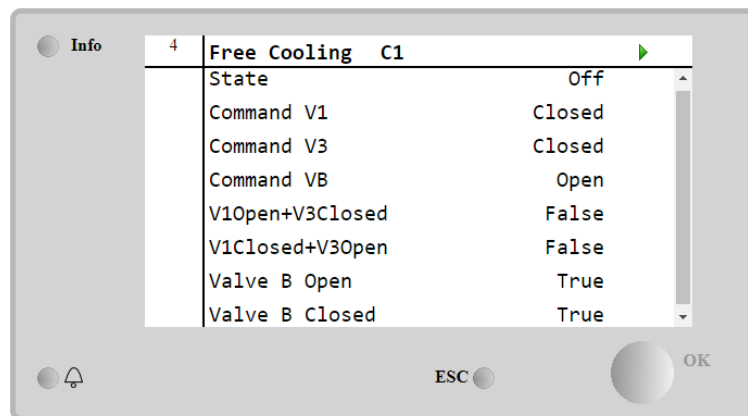 Info
4 Free Cooling C1
State Off
Command V1 Closed
Command V3 Closed
Command VB Open
V1Open+V3Closed False
V1Closed+V3Open False
Valve B Open True
Valve B Closed True
OK
ESC